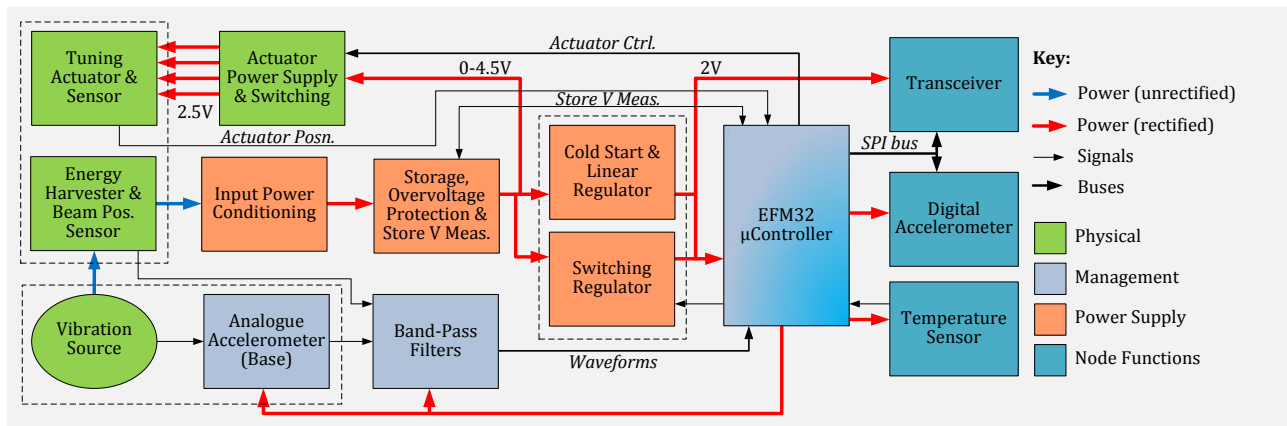 Tuning
Actuator &
Sensor
Actuator
Power Supply
& Switching
2.5V
Actuator Ctrl.
0-4.5V
2V
Store V Meas.
Actuator Posn.
Transceiver
SPI bus
Energy
Harvester &
Beam Pos.
Sensor
Input Power
Conditioning
Storage,
Overvoltage
Protection &
Store V Meas.
Cold Start &
Linear
Regulator
Switching
Regulator
EFM32
µController
Digital
Accelerometer
Vibration
Source
Analogue
Accelerometer
(Base)
Band-Pass
Filters
Waveforms
Temperature
Sensor
Key:
Power (unrectified)
Power (rectified)
Signals
Buses
Physical
Management
Power Supply
Node Functions